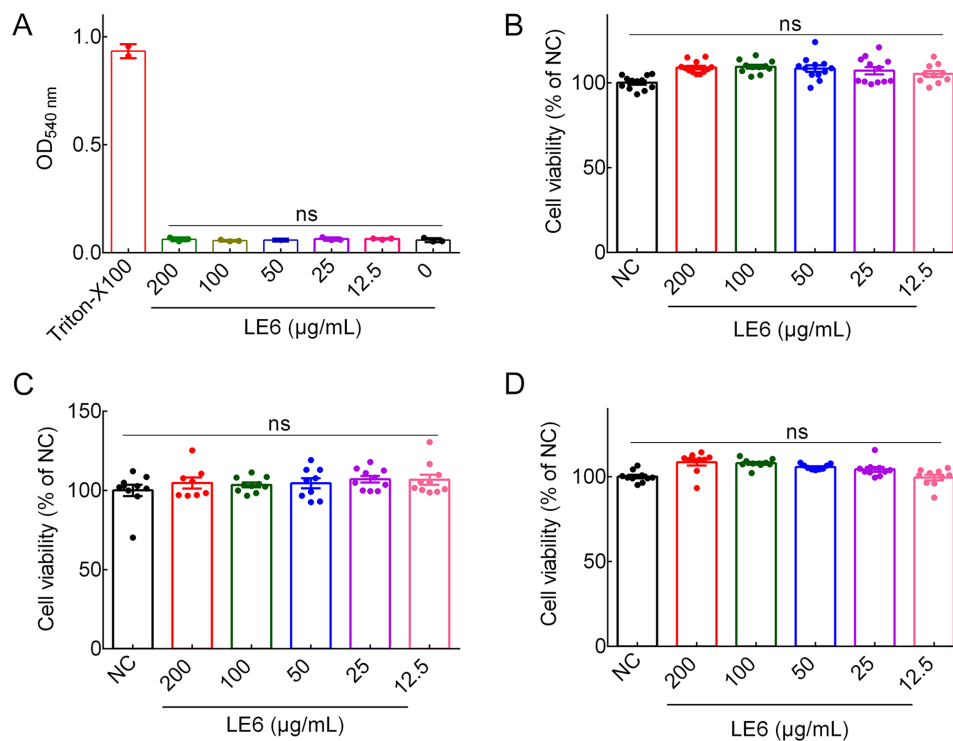 A
OD540 nm
1.0
0.5
0.0
ns
Triton-X100
200
100
50
25
12.5
0
LE6 (µg/mL)
B
Cell viability (% of NC)
100
50
0
ns
NC
200
100
50
25
12.5
LE6 (µg/mL)
C
Cell viability (% of NC)
150
100
50
0
ns
NC
200
100
50
25
12.5
LE6 (µg/mL)
D
Cell viability (% of NC)
100
50
0
ns
NC
200
100
50
25
12.5
LE6 (µg/mL)